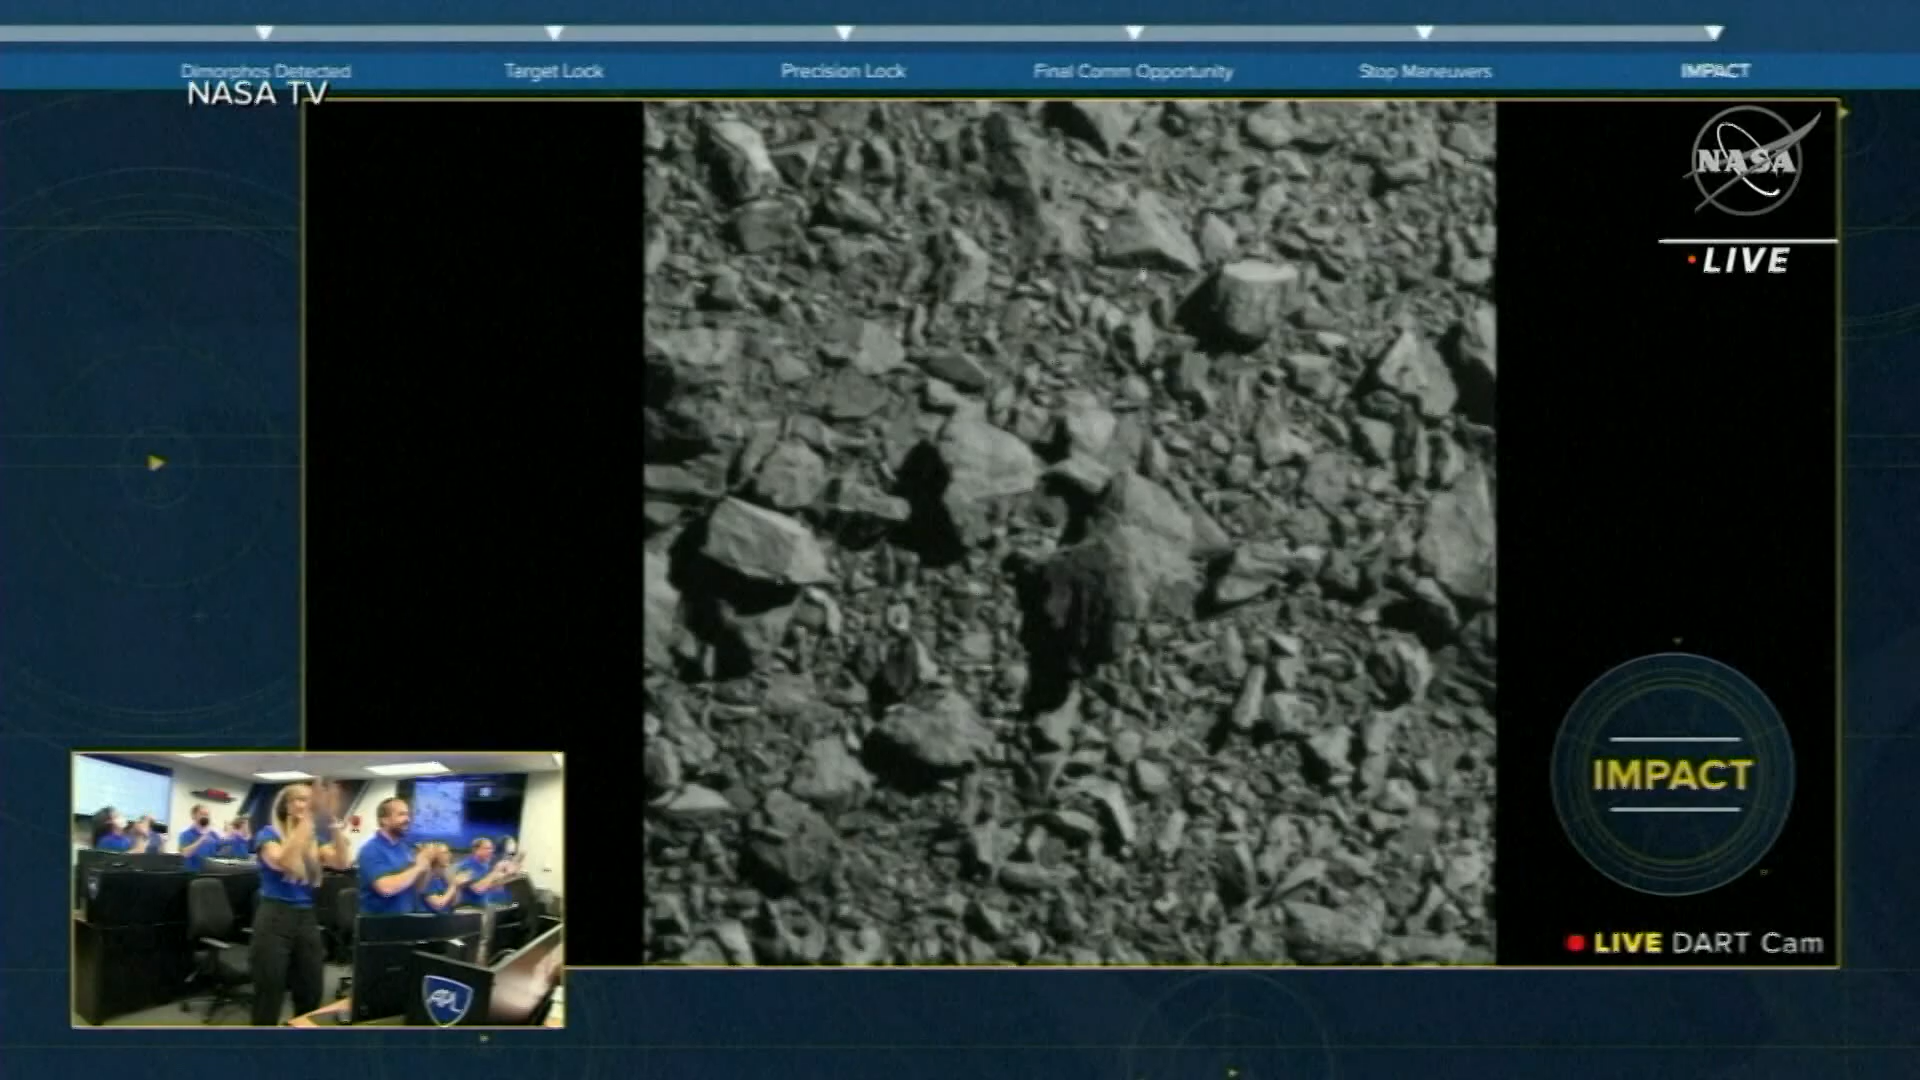 Dimorphos Detected
Target Lock
Precision Lock
Final Comm Opportunity
Stop Maneuvers
IMPACT
NASA TV
NASA
LIVE
IMPACT
LIVE DART Cam
APL